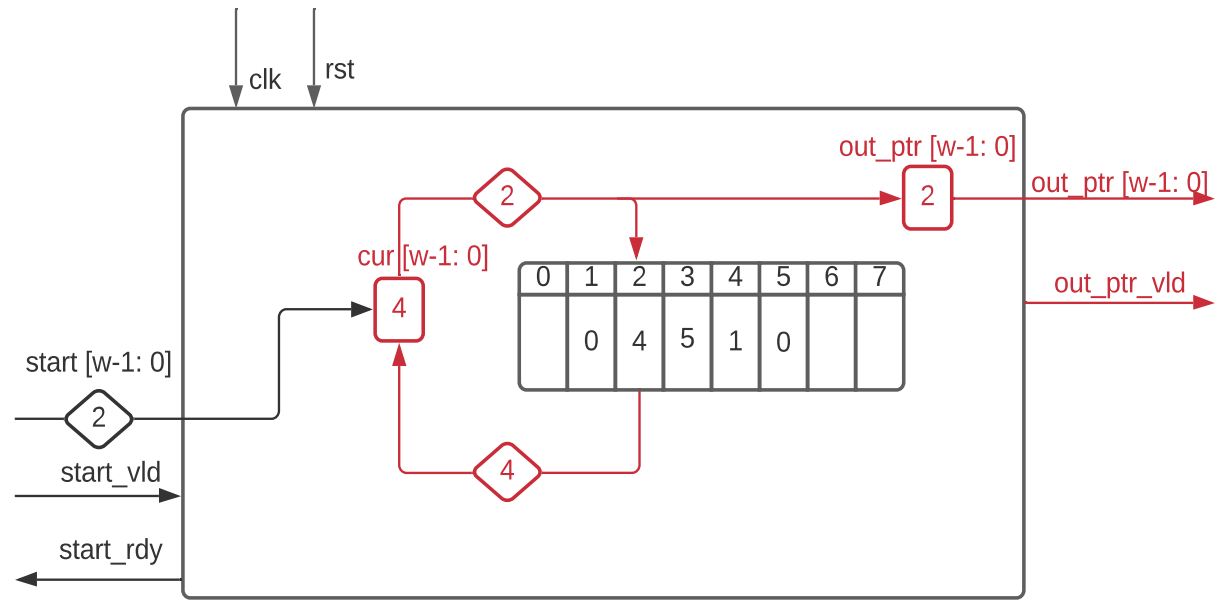 clk
rst
out_ptr [w-1: 0]
2
2
out_ptr [w-1: 0]
cur [w-1: 0]
0 1 2 3 4 5 6 7
out_ptr_vld
4
0 4 5 1 0
start [w-1: 0]
2
start_vld
4
start_rdy